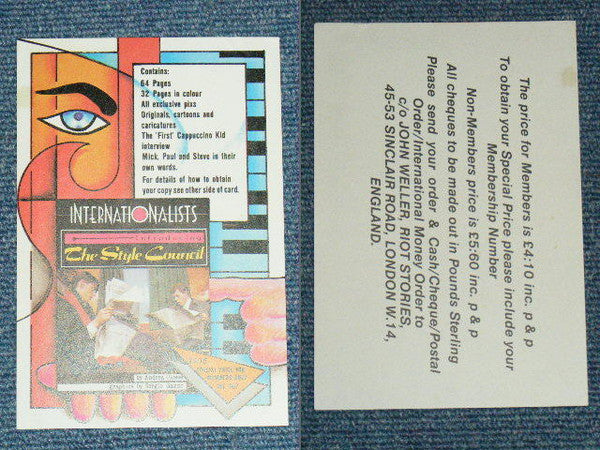 Contains:
64 Pages
32 Pages in colour
All exclusive pixs
Originals, cartoons and
caricatures
The 'First' Cappuccino Kid
interview
Mick, Paul and Steve in their
own words.
For details of how to obtain
your copy see other side of card.
INTERNATIONALISTS
introducing
The Style Council
The price for Members is £4:10 inc. p & p
To obtain your Special Price please include your
Membership Number
Non-Members price is £5:60 inc. p & p
All cheques to be made out in Pounds Sterling
Please send your order & Cash/Cheque/Postal
Order/International Money Order to
c/o JOHN WELLER, RIOT STORIES,
45-53 SINCLAIR ROAD, LONDON W.14,
ENGLAND.